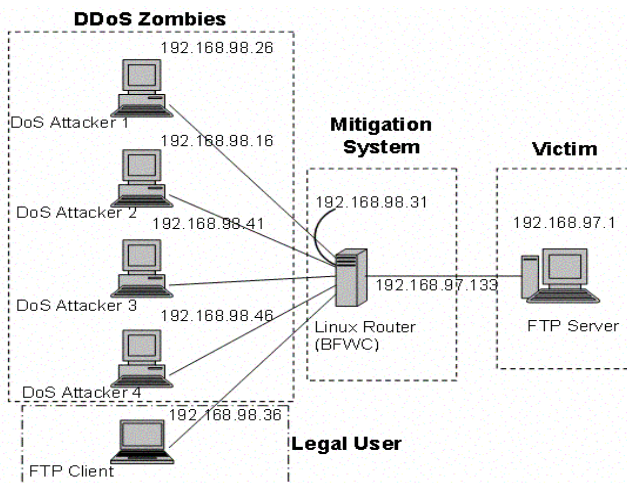 DDoS Zombies
192.168.98.26
DoS Attacker 1
192.168.98.16
DoS Attacker 2
192.168.98.41
DoS Attacker 3
192.168.98.46
DoS Attacker 4
192.168.98.36
FTP Client
Legal User
Mitigation
System
192.168.98.31
192.168.97.133
Linux Router
(BFWC)
Victim
192.168.97.1
FTP Server